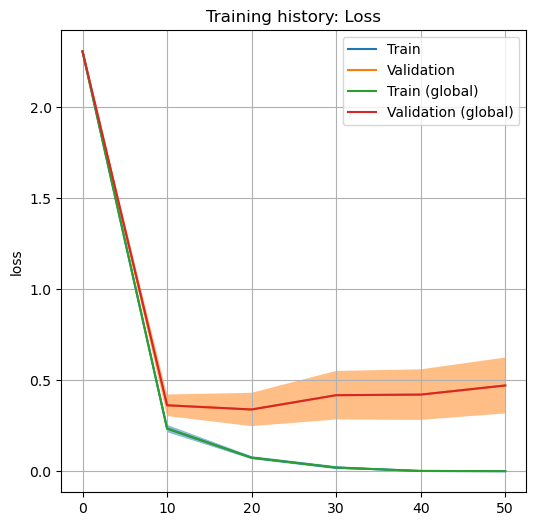 Training history: Loss
Train
Validation
Train (global)
Validation (global)
loss
2.0
1.5
1.0
0.5
0.0
0 10 20 30 40 50